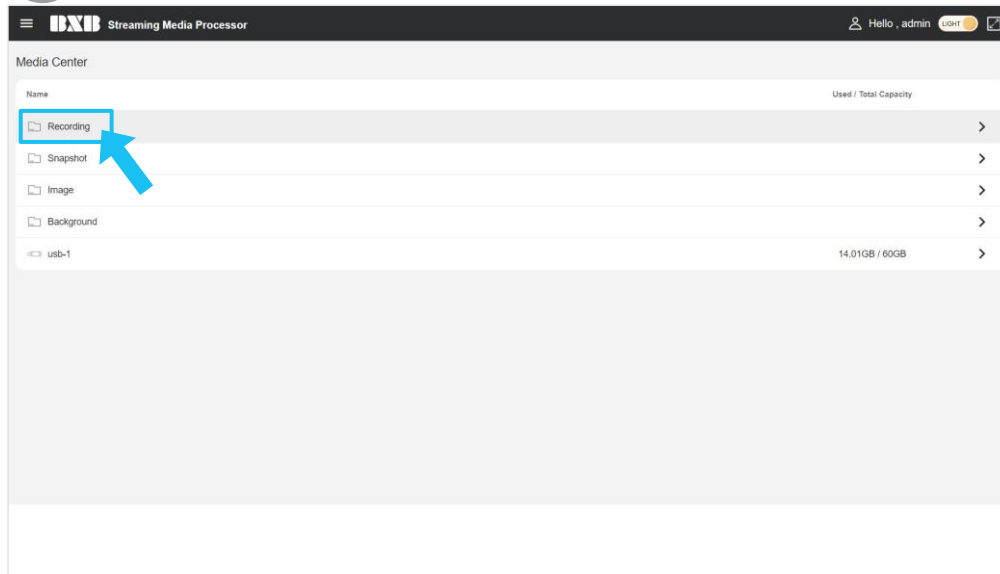 BXB Streaming Media Processor Hello , admin LIGHT
Media Center
Name Used / Total Capacity
Recording
Snapshot
Image
Background
usb-1 14.01GB / 60GB